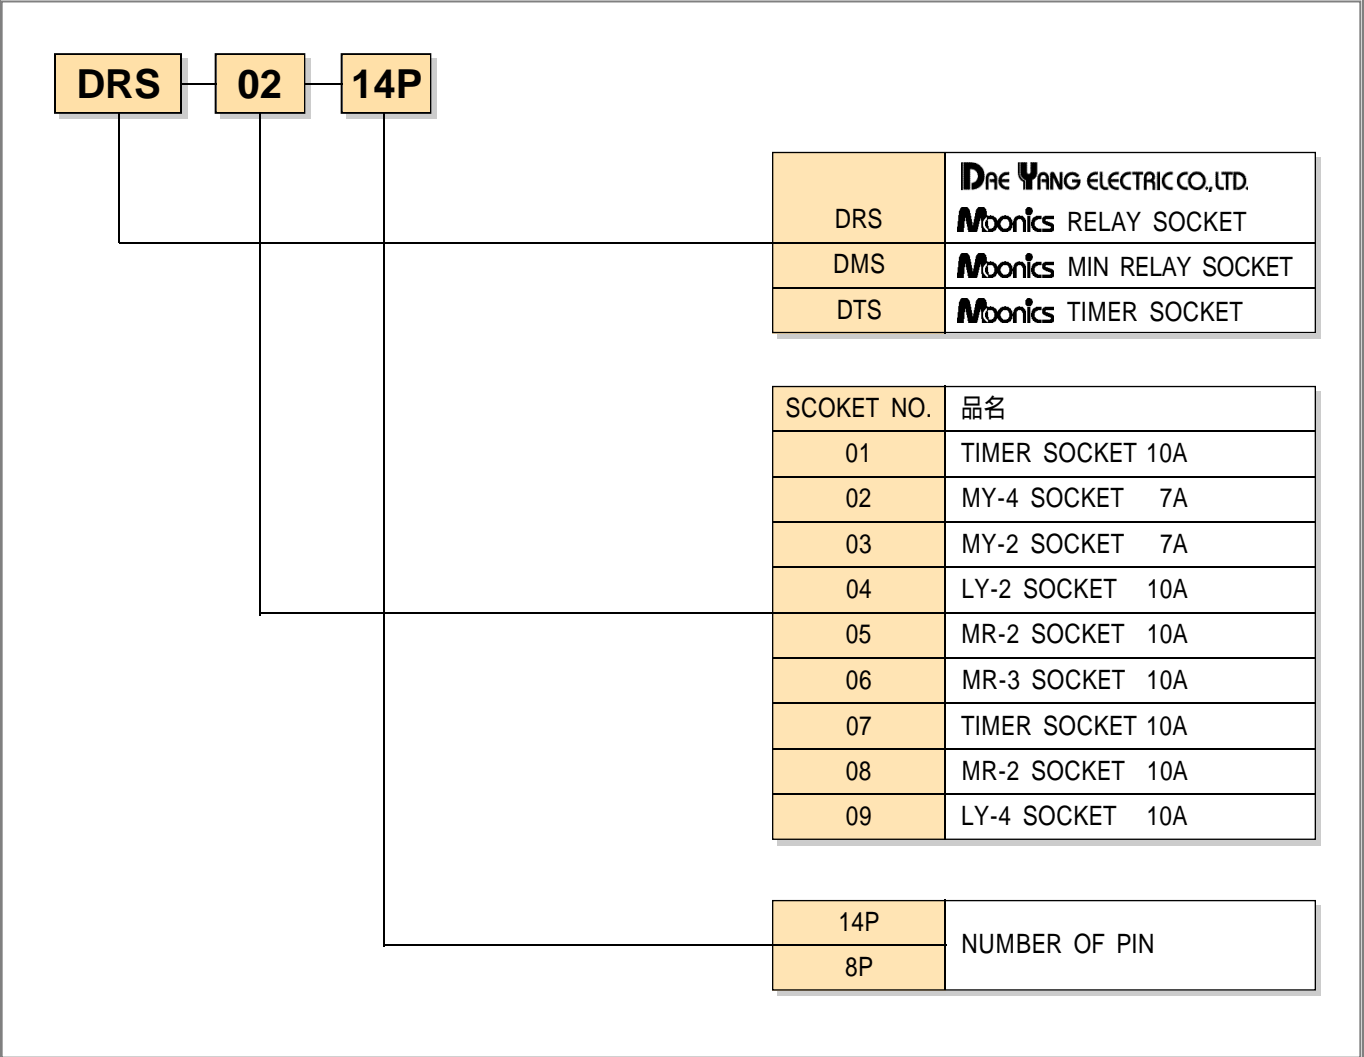 DRS 02 14P
DAE YANG ELECTRIC CO., LTD.
DRS Moonics RELAY SOCKET
DMS Moonics MIN RELAY SOCKET
DTS Moonics TIMER SOCKET
SCOKET NO. 品名
01 TIMER SOCKET 10A
02 MY-4 SOCKET 7A
03 MY-2 SOCKET 7A
04 LY-2 SOCKET 10A
05 MR-2 SOCKET 10A
06 MR-3 SOCKET 10A
07 TIMER SOCKET 10A
08 MR-2 SOCKET 10A
09 LY-4 SOCKET 10A
14P
NUMBER OF PIN
8P